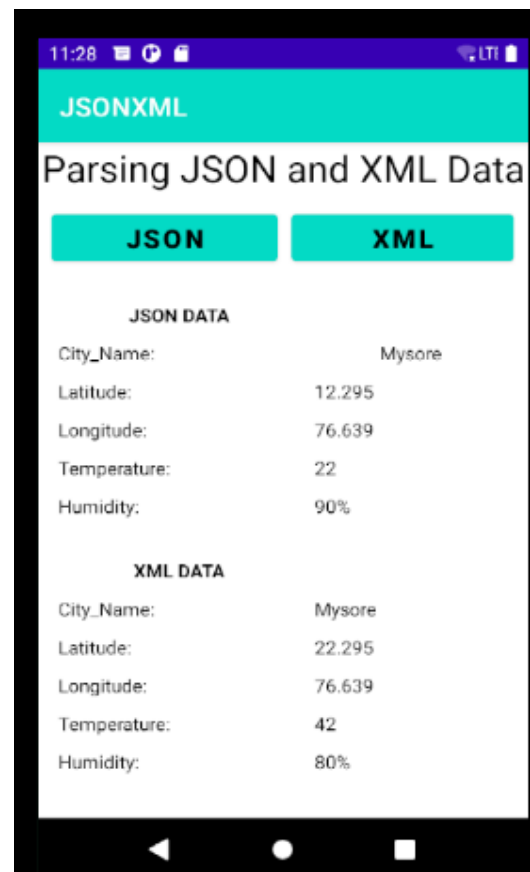 11:28 LTE
JSONXML
Parsing JSON and XML Data
JSON XML
JSON DATA
City_Name: Mysore
Latitude: 12.295
Longitude: 76.639
Temperature: 22
Humidity: 90%
XML DATA
City_Name: Mysore
Latitude: 22.295
Longitude: 76.639
Temperature: 42
Humidity: 80%